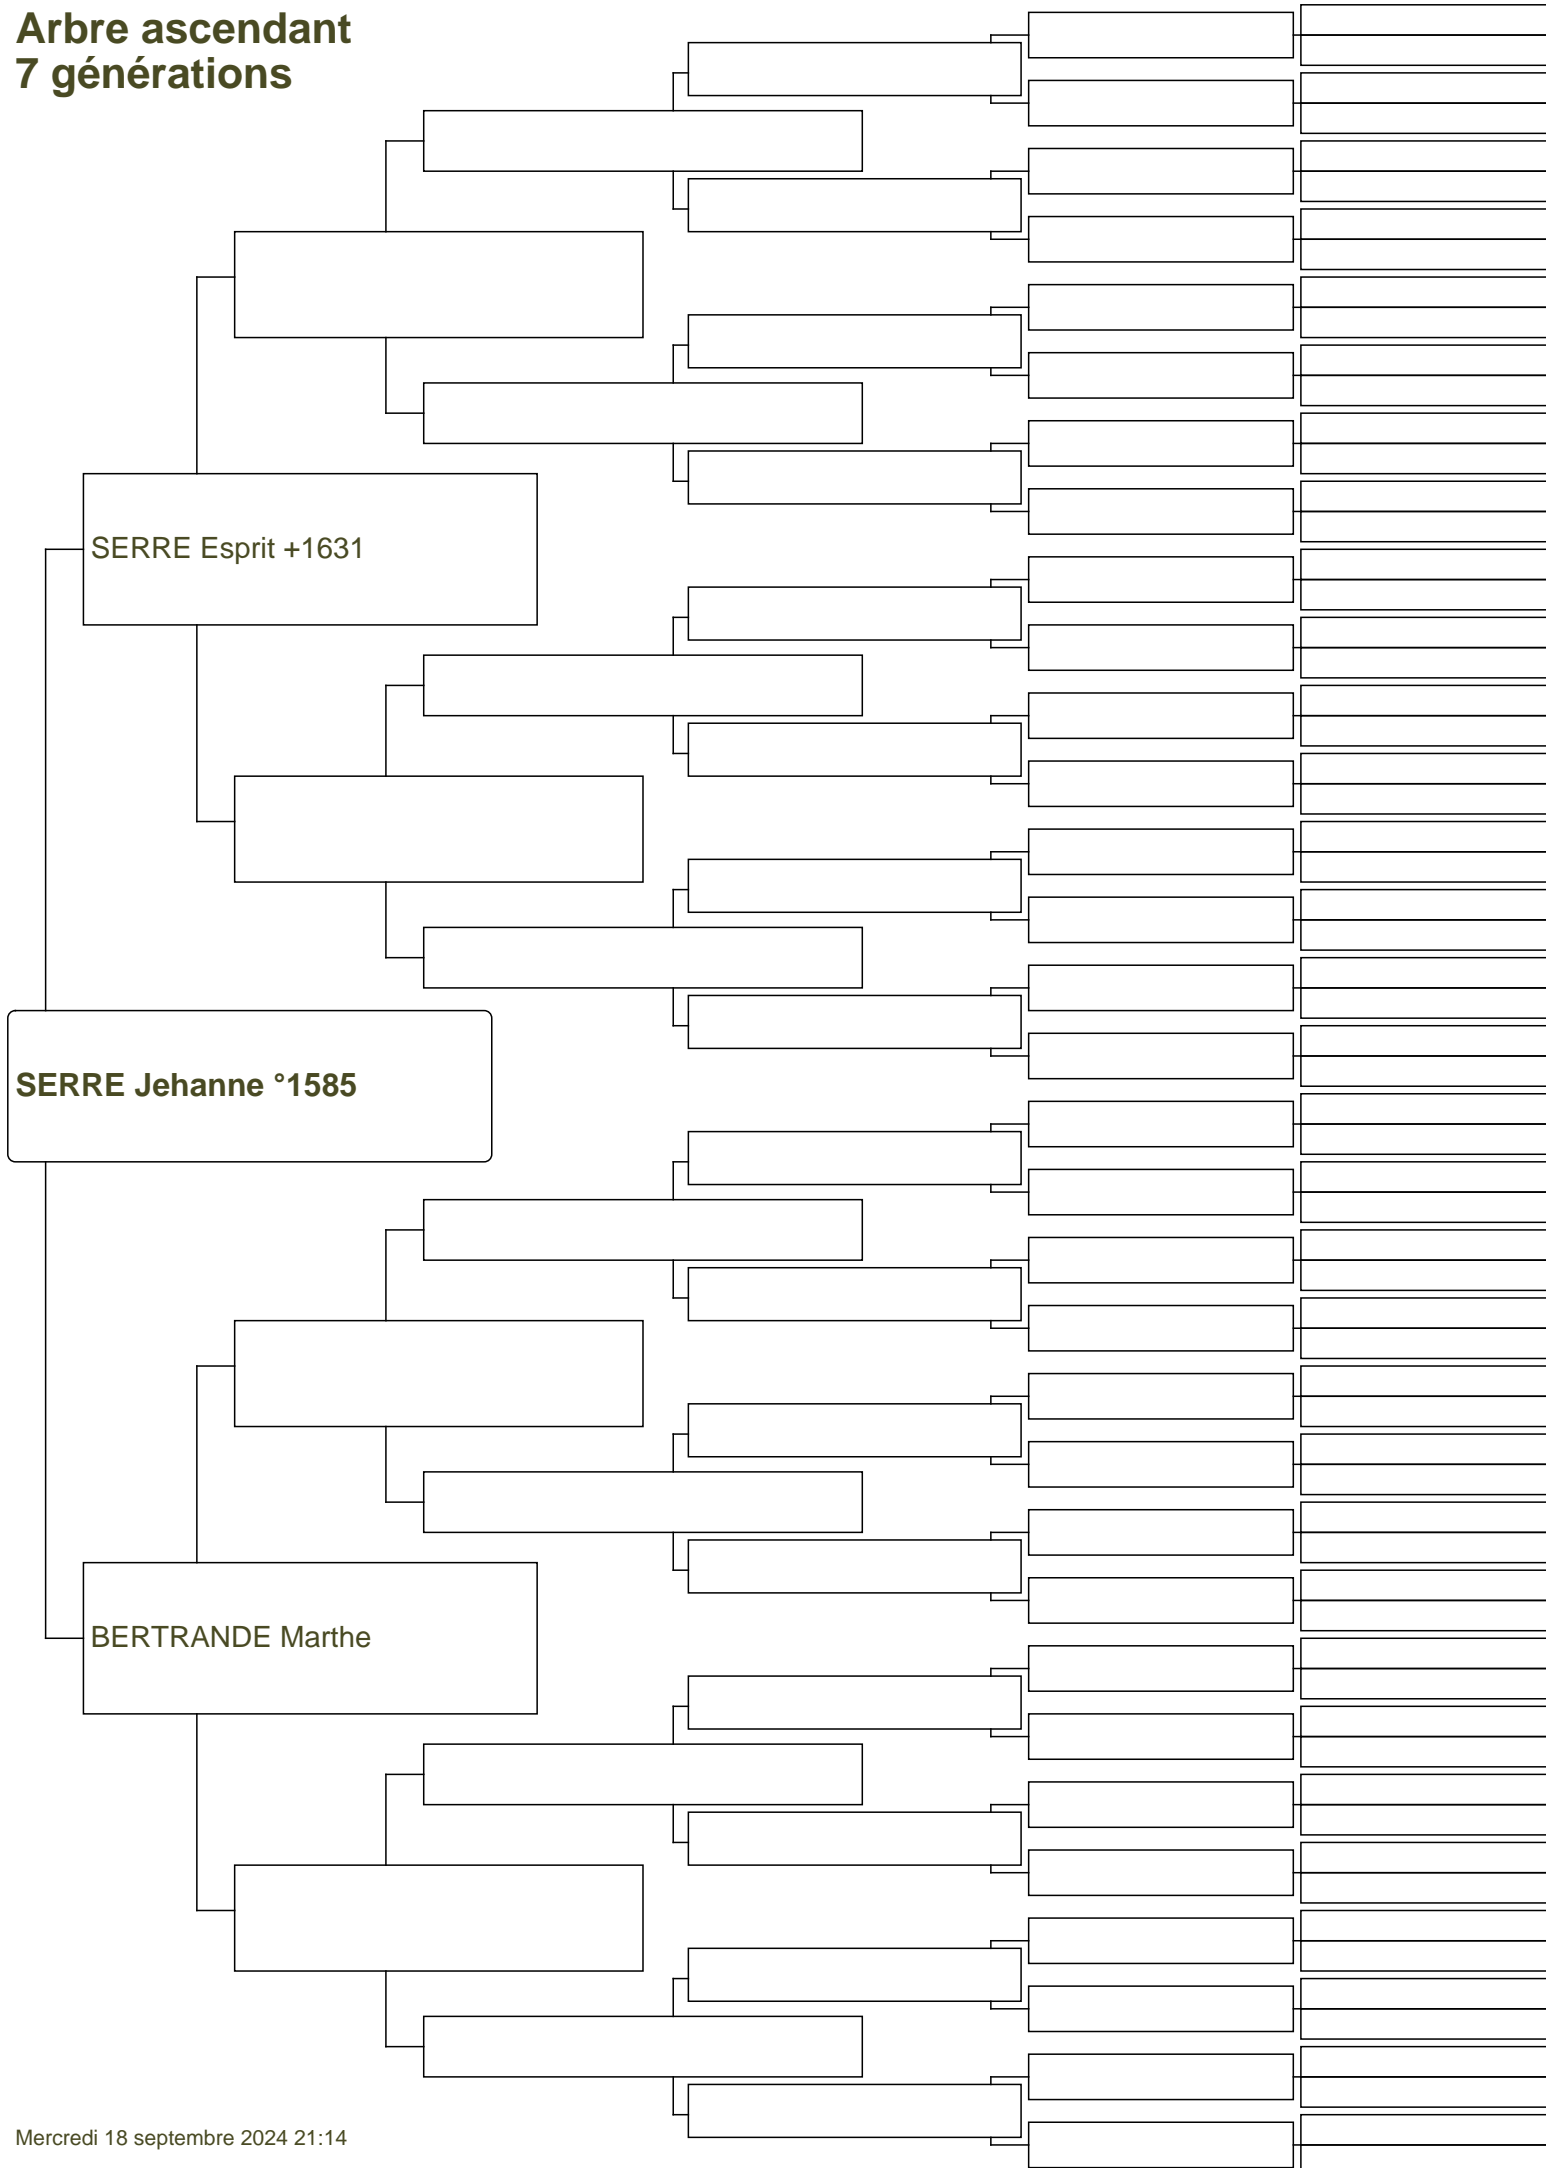 Arbre ascendant
7 générations
SERRE Esprit +1631
SERRE Jehanne °1585
BERTRANDE Marthe
Mercredi 18 septembre 2024 21:14